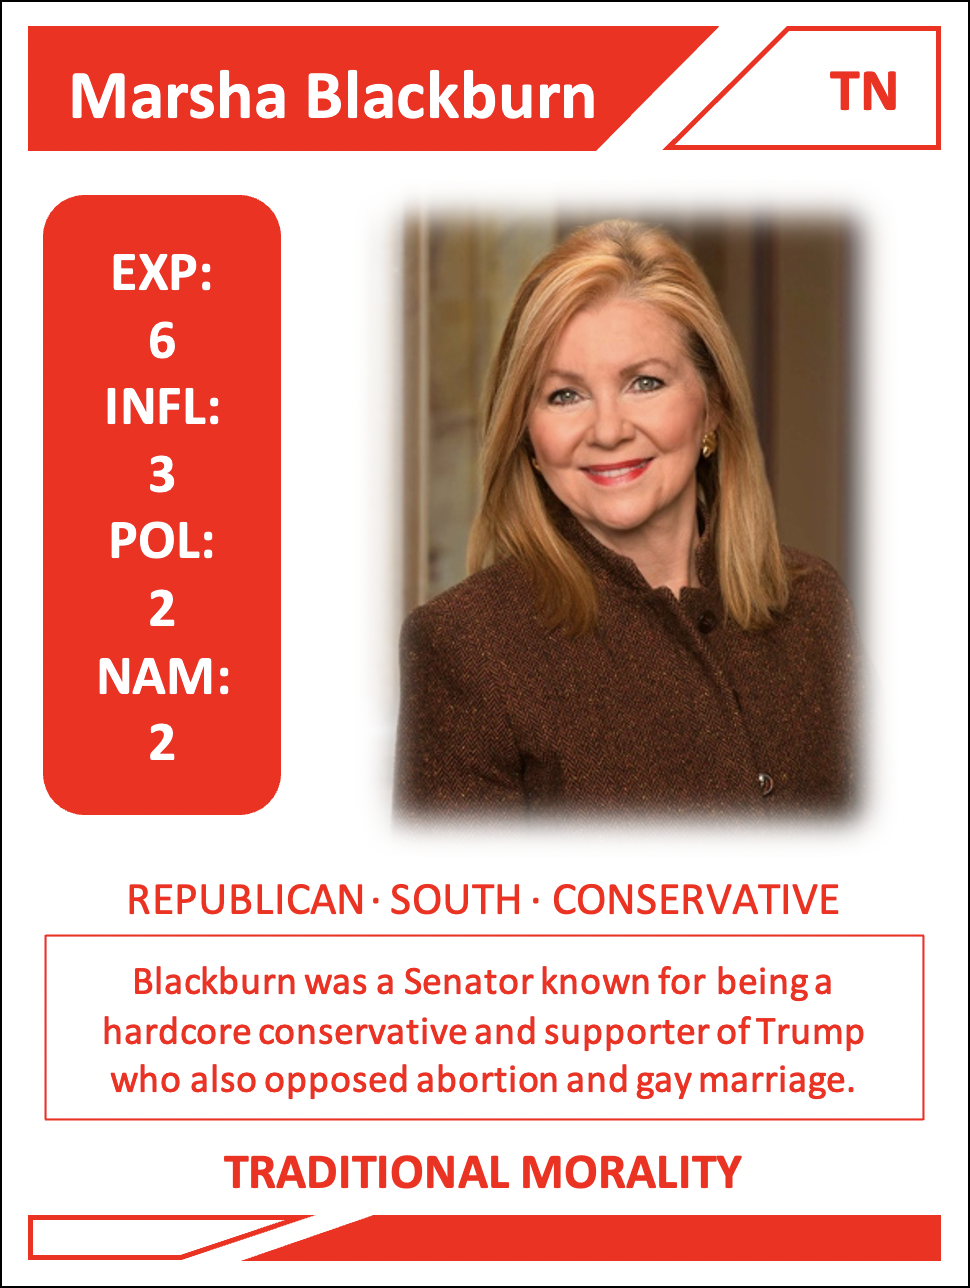 Marsha Blackburn
TN
EXP:
6
INFL:
3
POL:
2
NAM:
2
REPUBLICAN · SOUTH · CONSERVATIVE
Blackburn was a Senator known for being a
hardcore conservative and supporter of Trump
who also opposed abortion and gay marriage.
TRADITIONAL MORALITY